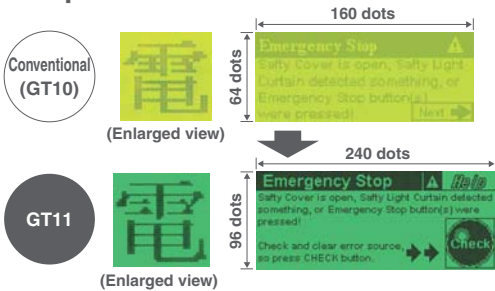 160 dots
Conventional
(GT10)
電
(Enlarged view)
64 dots
Emergency Stop
Safty Cover is open, Safty Light
Curtain detected something, or
Emergency Stop button(s)
were pressed!
Next
240 dots
GT11
電
(Enlarged view)
96 dots
Emergency Stop
Help
Safty Cover is open, Safty Light Curtain detected
something, or Emergency Stop button(s) were
pressed!
Check and clear error source,
so press CHECK button.
Check